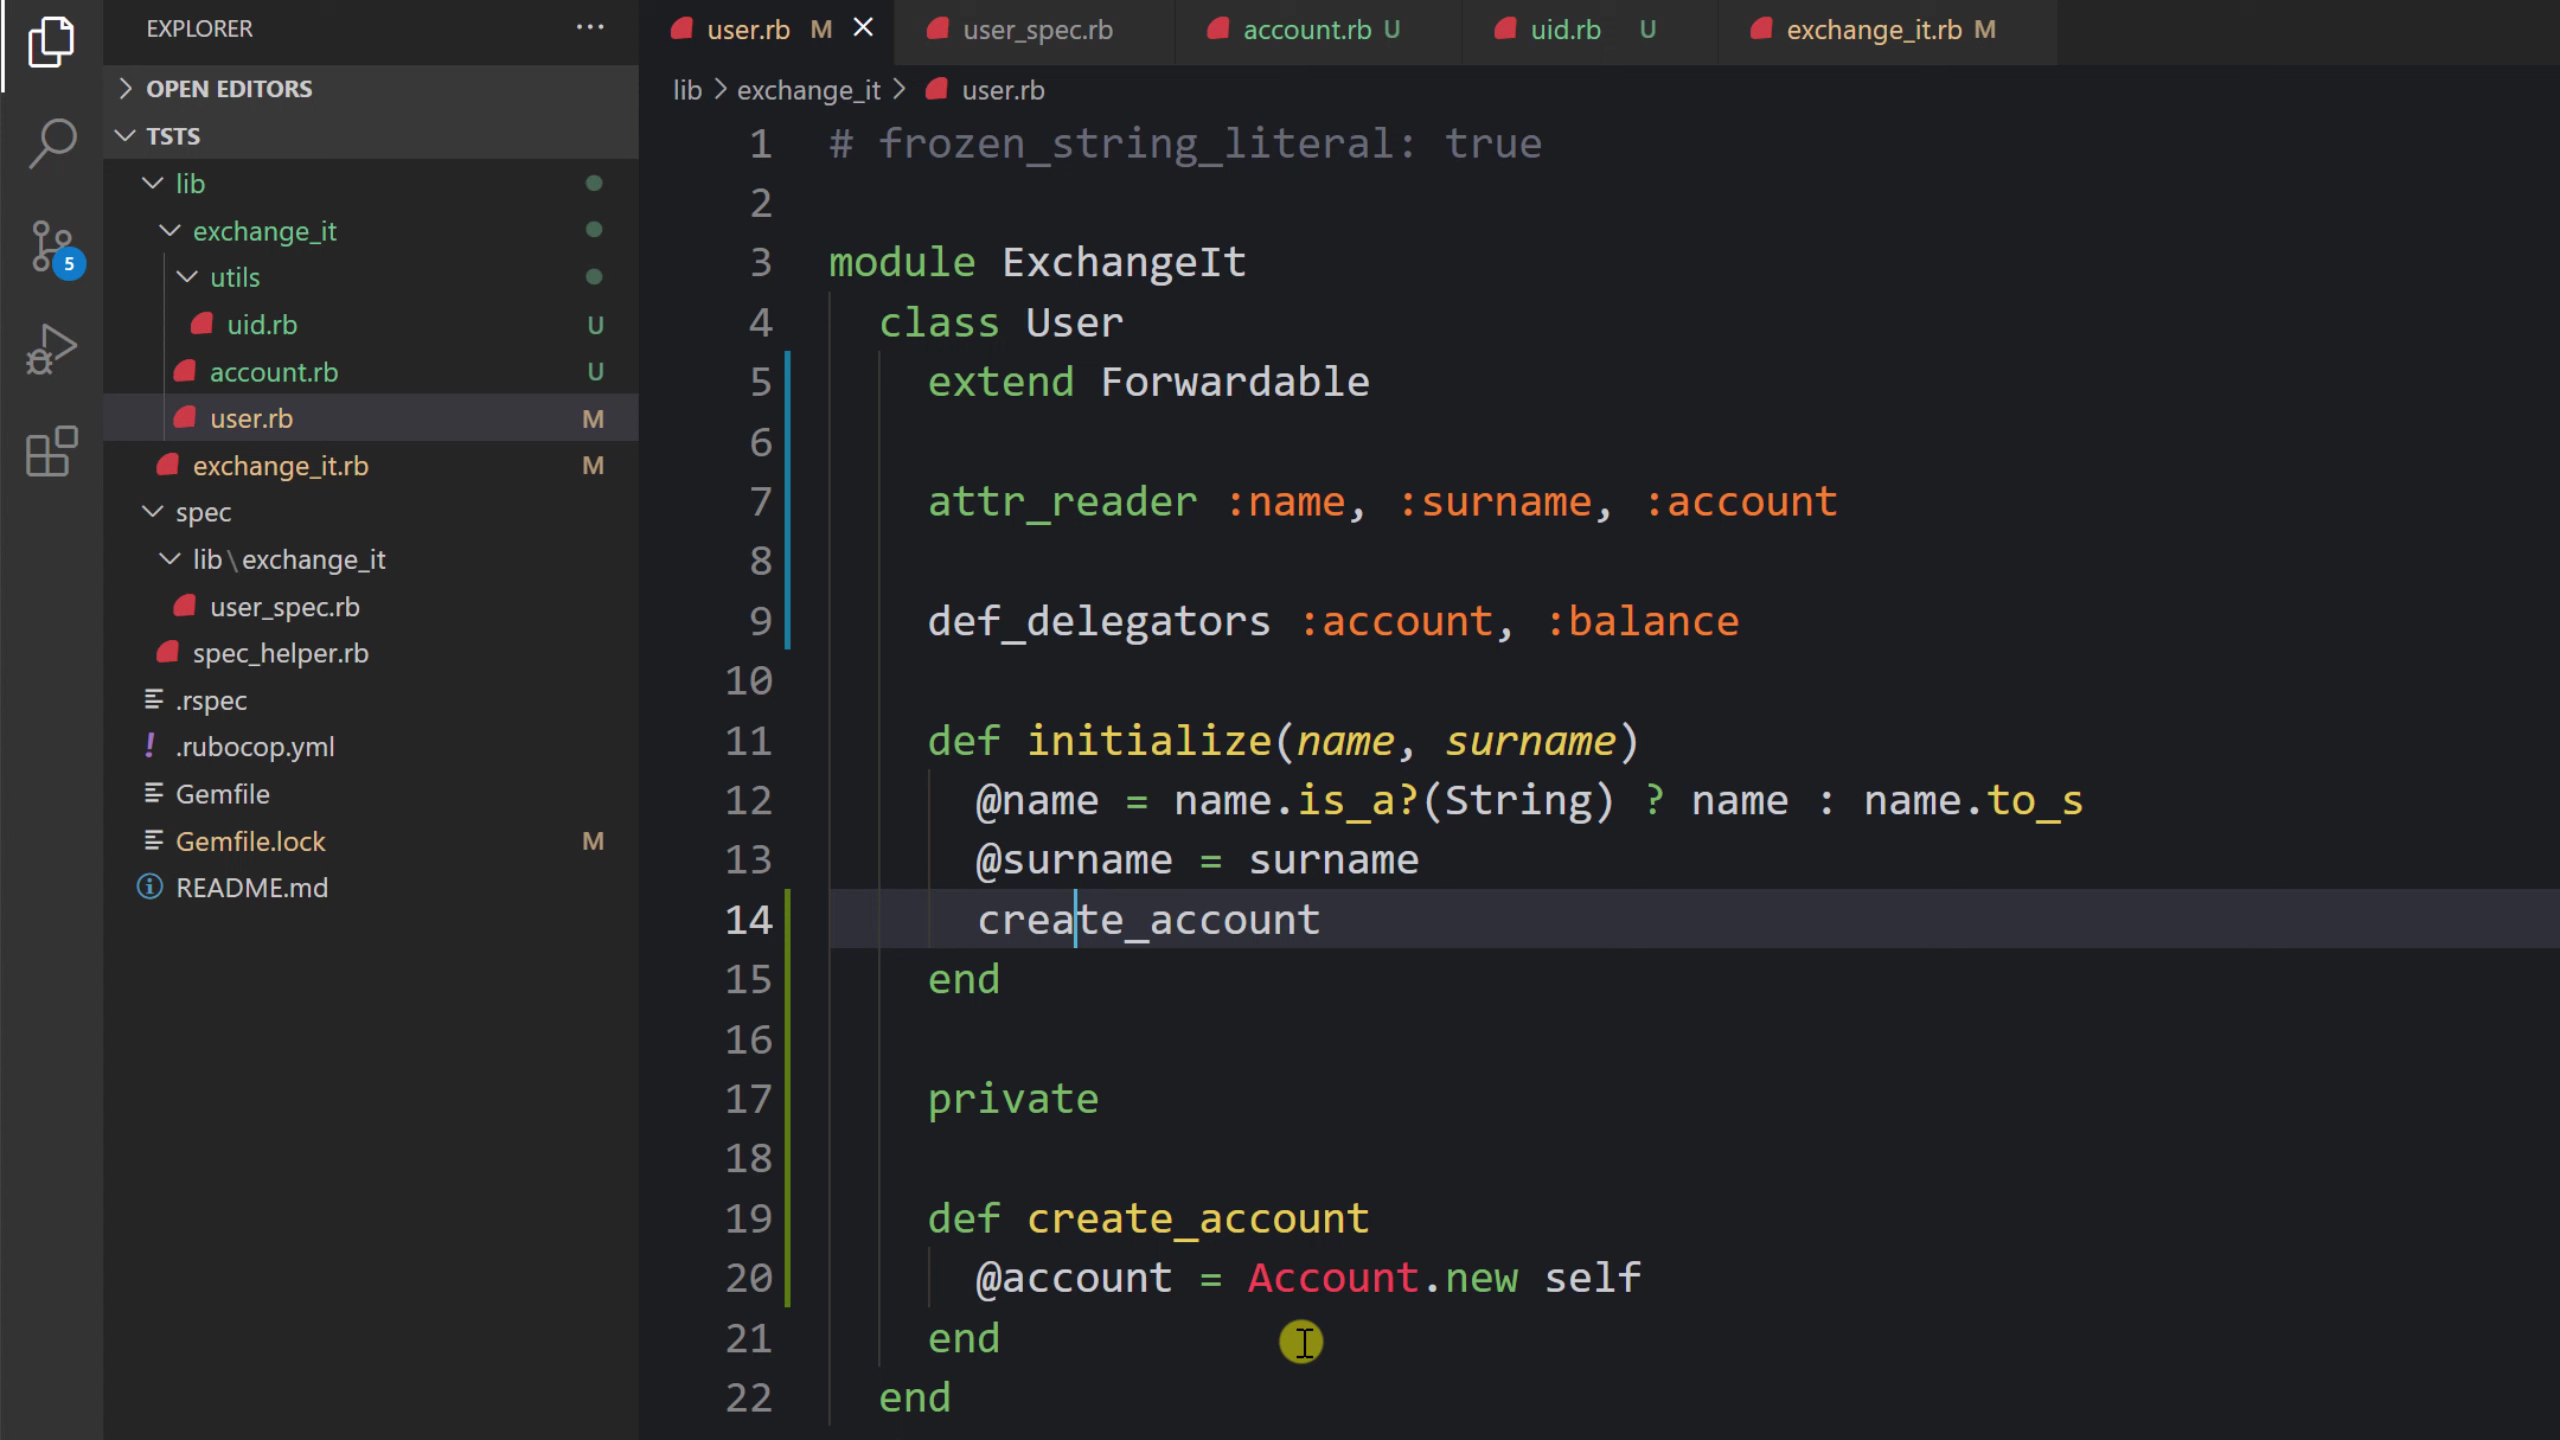 EXPLORER
OPEN EDITORS
TSTS
lib
exchange_it
utils
uid.rb U
account.rb U
user.rb M
exchange_it.rb M
spec
lib\exchange_it
user_spec.rb
spec_helper.rb
.rspec
! .rubocop.yml
Gemfile
Gemfile.lock M
README.md
5
user.rb M user_spec.rb account.rb U uid.rb U exchange_it.rb M
lib > exchange_it > user.rb
1 # frozen_string_literal: true
2
3 module ExchangeIt
4 class User
5 extend Forwardable
6
7 attr_reader :name, :surname, :account
8
9 def_delegators :account, :balance
10
11 def initialize(name, surname)
12 @name = name.is_a?(String) ? name : name.to_s
13 @surname = surname
14 create_account
15 end
16
17 private
18
19 def create_account
20 @account = Account.new self
21 end
22 end